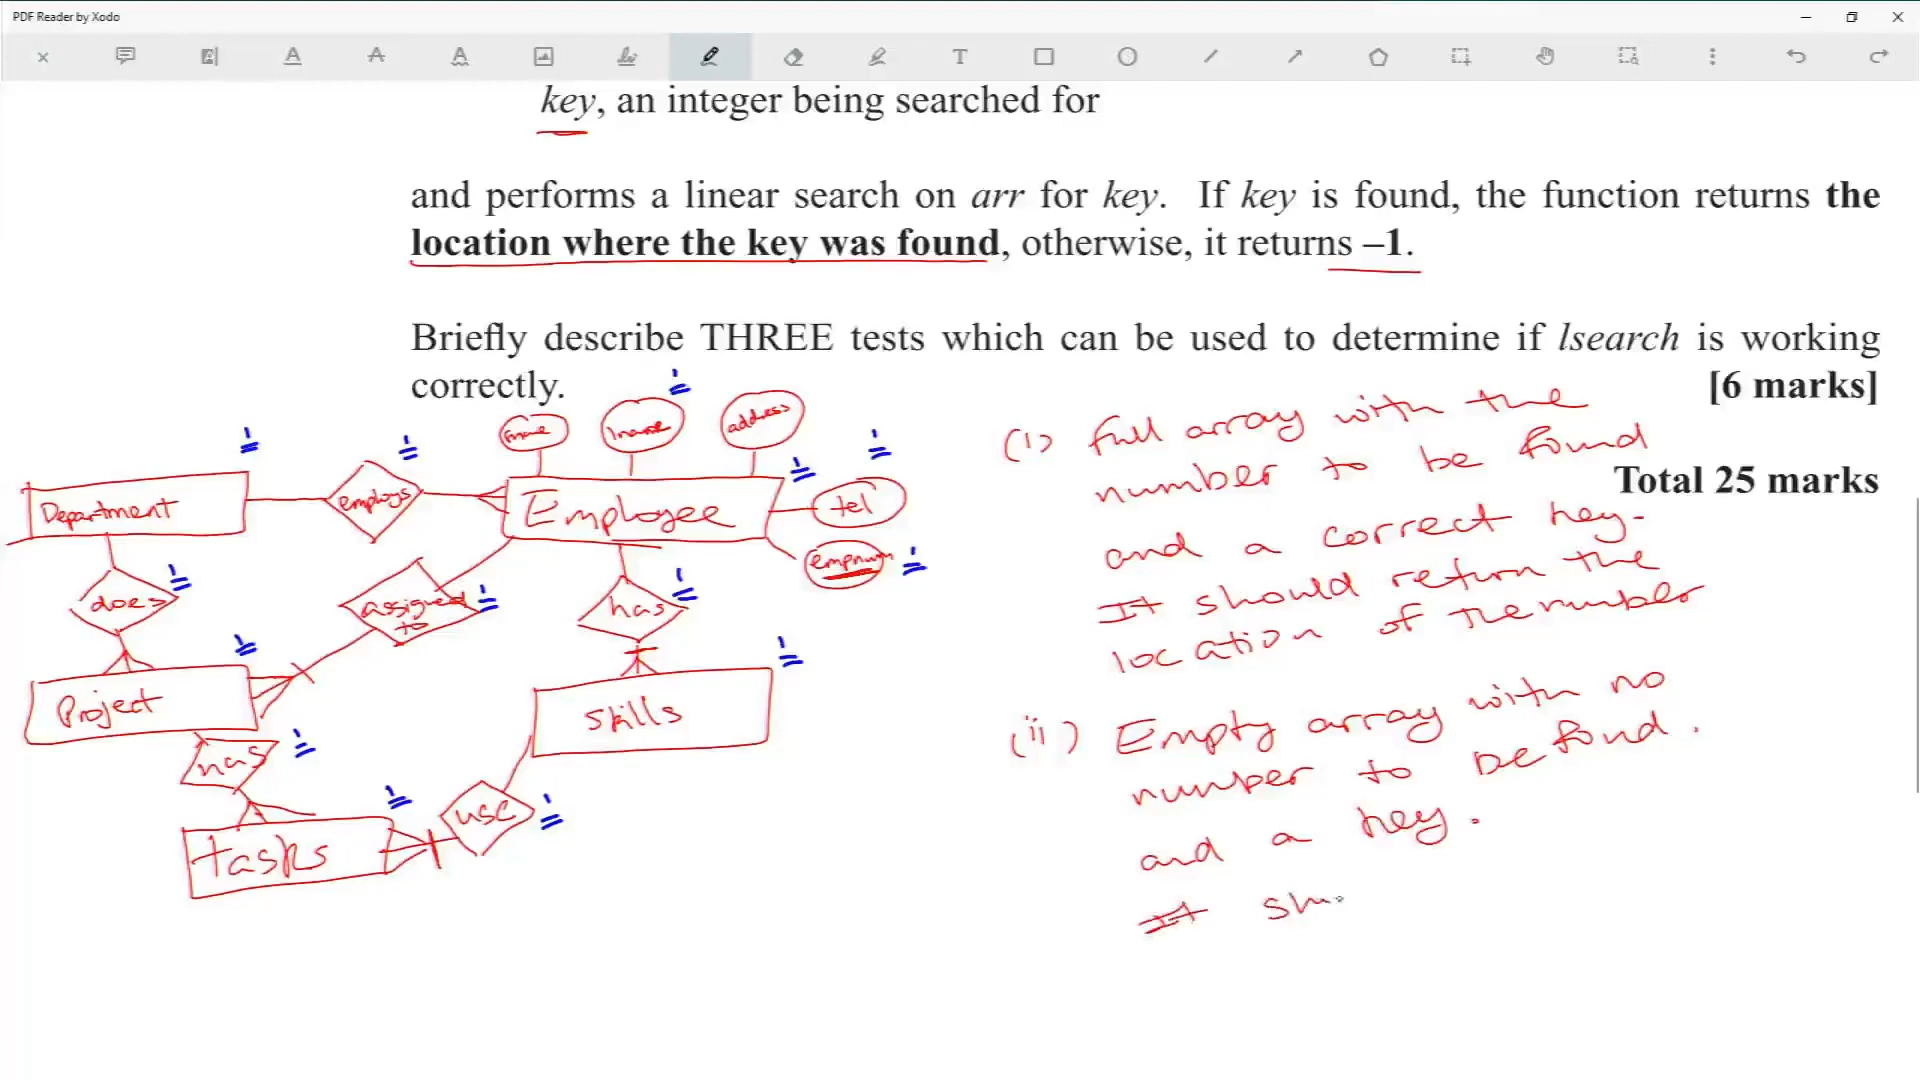 PDF Reader by Xodo
key, an integer being searched for
and performs a linear search on arr for key. If key is found, the function returns the
location where the key was found, otherwise, it returns –1.
Briefly describe THREE tests which can be used to determine if lsearch is working
correctly. [6 marks]
Total 25 marks
lname
address
Department
employs
Employee
tel
does
assigned
to
has
Project
Skills
has
tasks
use
(i) full array with the
number to be found
and a correct key.
It should return the
location of the number
(ii) Empty array with no
number to be found.
and a key.
It